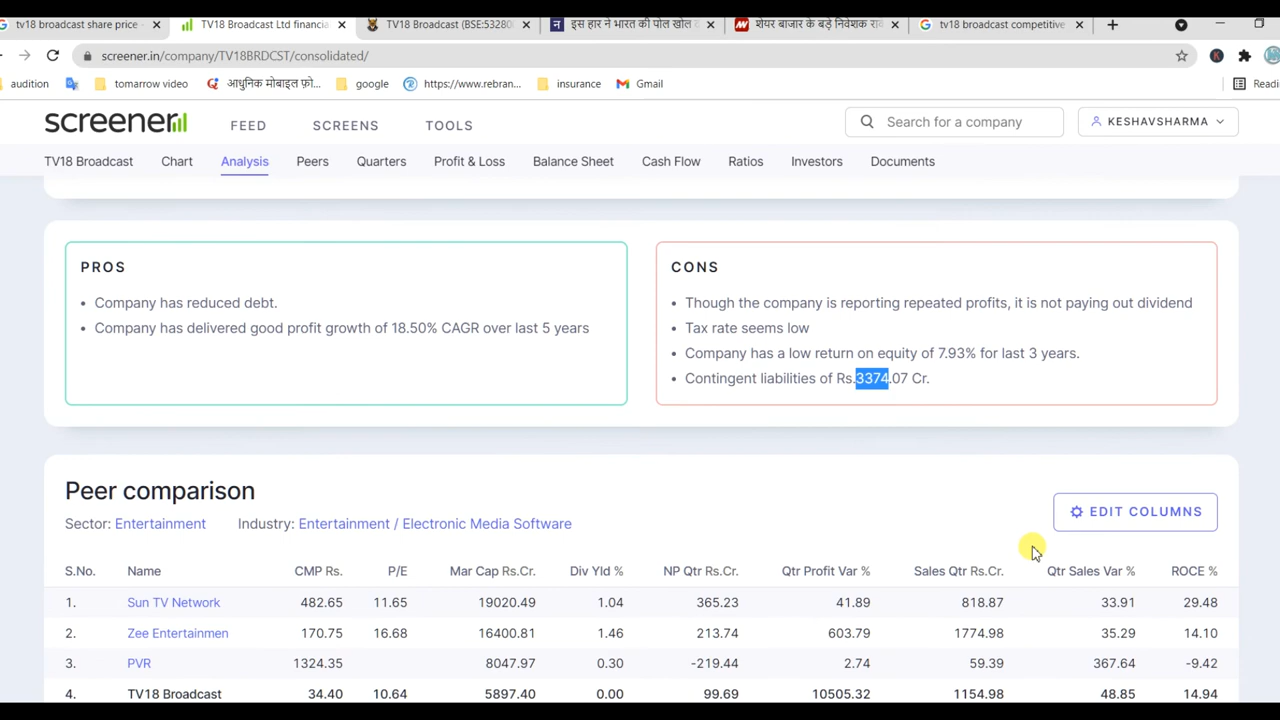 tv18 broadcast share price
TV18 Broadcast Ltd financia
TV18 Broadcast (BSE:53280
इस हार ने भारत की पोल खोल
शेयर बाजार के बड़े निवेशक
tv18 broadcast competitive
screener.in/company/TV18BRDCST/consolidated/
audition
tomarrow video
आधुनिक मोबाइल फ़ो...
google
https://www.rebran...
insurance
Gmail
Readi
screener
FEED
SCREENS
TOOLS
Search for a company
KESHAVSHARMA
TV18 Broadcast Chart Analysis Peers Quarters Profit & Loss Balance Sheet Cash Flow Ratios Investors Documents
PROS
• Company has reduced debt.
• Company has delivered good profit growth of 18.50% CAGR over last 5 years
CONS
• Though the company is reporting repeated profits, it is not paying out dividend
• Tax rate seems low
• Company has a low return on equity of 7.93% for last 3 years.
• Contingent liabilities of Rs.3374.07 Cr.
Peer comparison
Sector: Entertainment Industry: Entertainment / Electronic Media Software
EDIT COLUMNS
S.No. Name CMP Rs. P/E Mar Cap Rs.Cr. Div Yld % NP Qtr Rs.Cr. Qtr Profit Var % Sales Qtr Rs.Cr. Qtr Sales Var % ROCE %
1. Sun TV Network 482.65 11.65 19020.49 1.04 365.23 41.89 818.87 33.91 29.48
2. Zee Entertainmen 170.75 16.68 16400.81 1.46 213.74 603.79 1774.98 35.29 14.10
3. PVR 1324.35 8047.97 0.30 -219.44 2.74 59.39 367.64 -9.42
4. TV18 Broadcast 34.40 10.64 5897.40 0.00 99.69 10505.32 1154.98 48.85 14.94